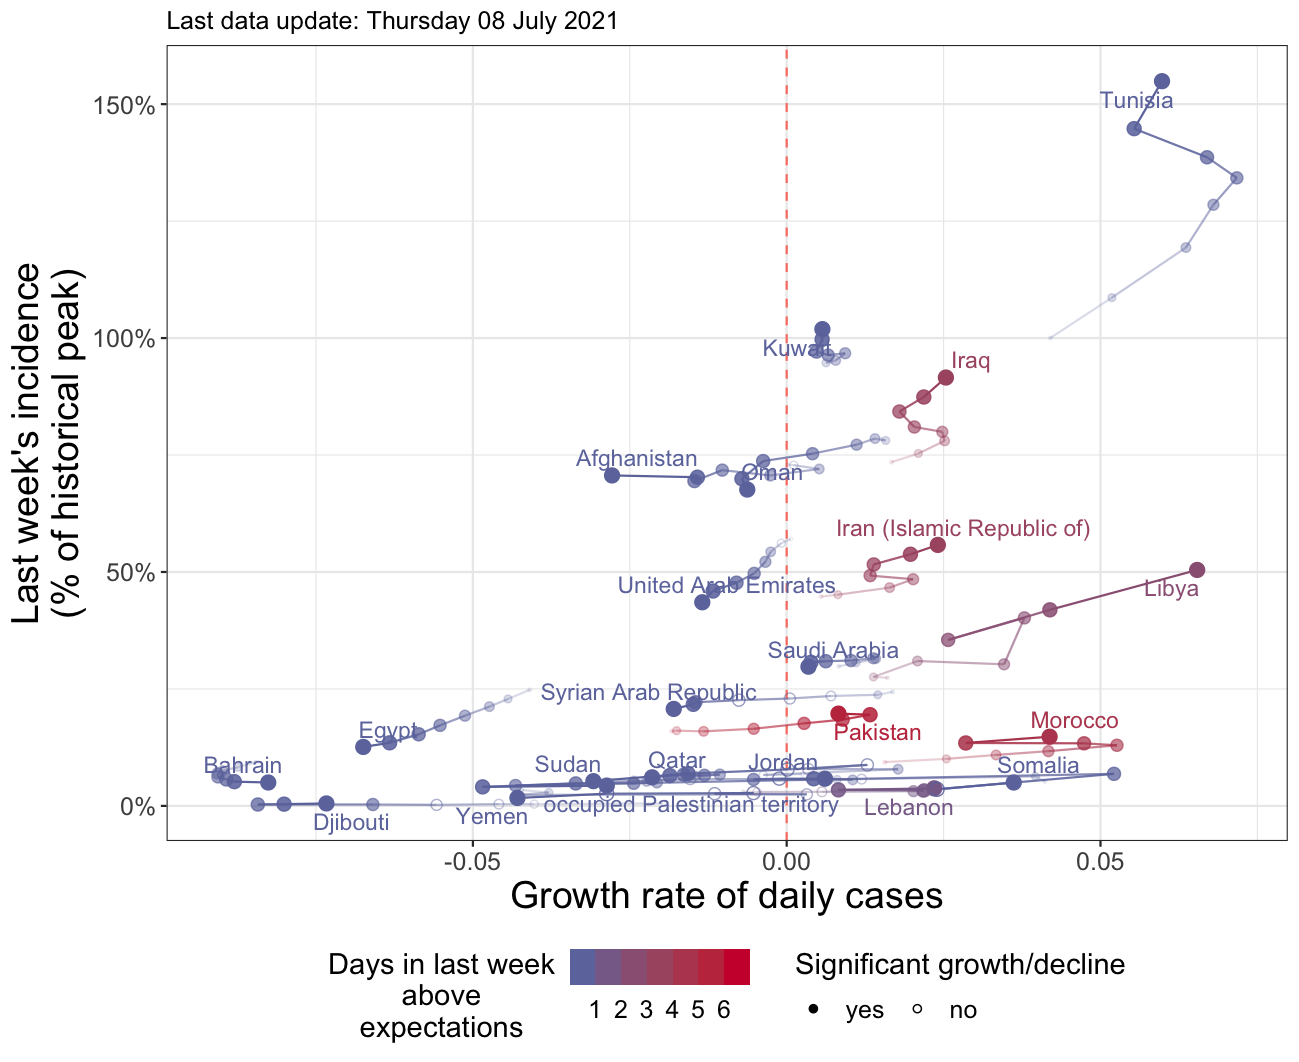 Last data update: Thursday 08 July 2021
Last week's incidence
(% of historical peak)
150%
100%
50%
0%
Tunisia
Kuwait
Iraq
Afghanistan
Oman
Iran (Islamic Republic of)
United Arab Emirates
Libya
Saudi Arabia
Syrian Arab Republic
Egypt
Pakistan
Morocco
Bahrain
Sudan
Qatar
Jordan
Somalia
Djibouti
Yemen
occupied Palestinian territory
Lebanon
-0.05
0.00
0.05
Growth rate of daily cases
Days in last week
above
expectations
1 2 3 4 5 6
Significant growth/decline
yes
no